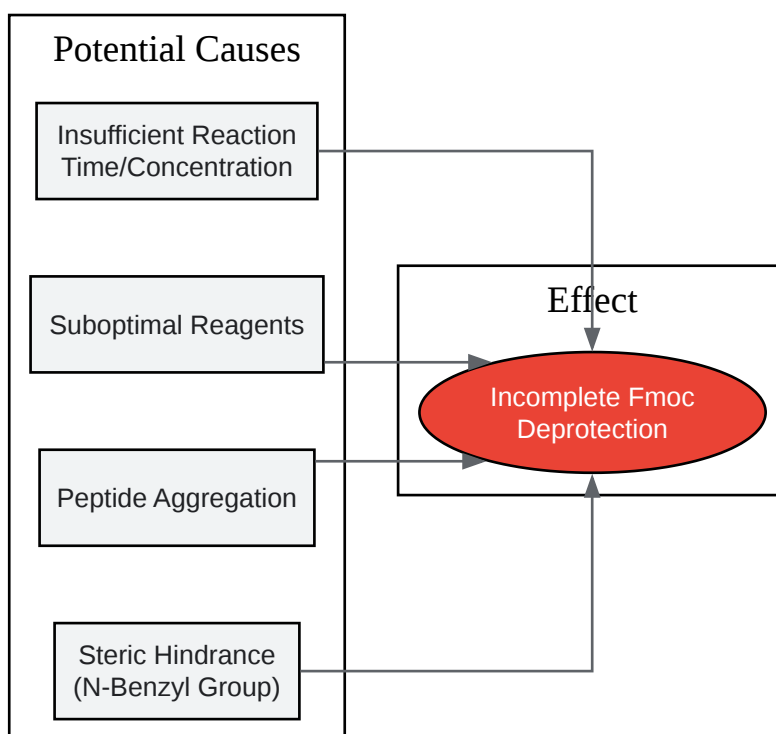 Potential Causes
Insufficient Reaction
Time/Concentration
Suboptimal Reagents
Peptide Aggregation
Steric Hindrance
(N-Benzyl Group)
Effect
Incomplete Fmoc
Deprotection